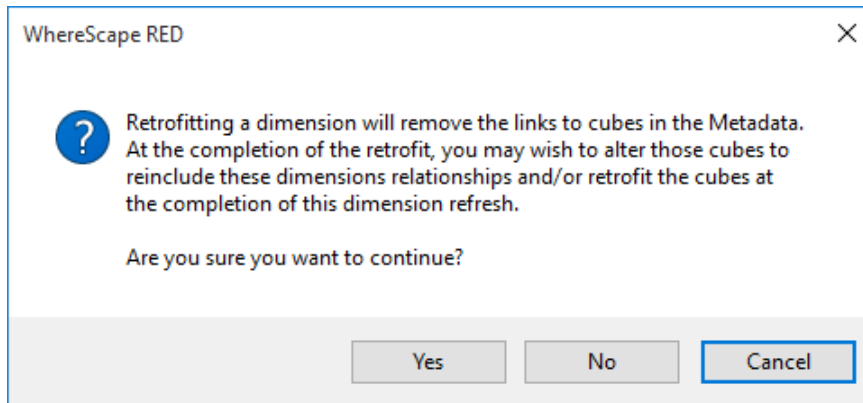 WhereScape RED
Retrofitting a dimension will remove the links to cubes in the Metadata.
At the completion of the retrofit, you may wish to alter those cubes to
reinclude these dimensions relationships and/or retrofit the cubes at
the completion of this dimension refresh.
Are you sure you want to continue?
Yes No Cancel